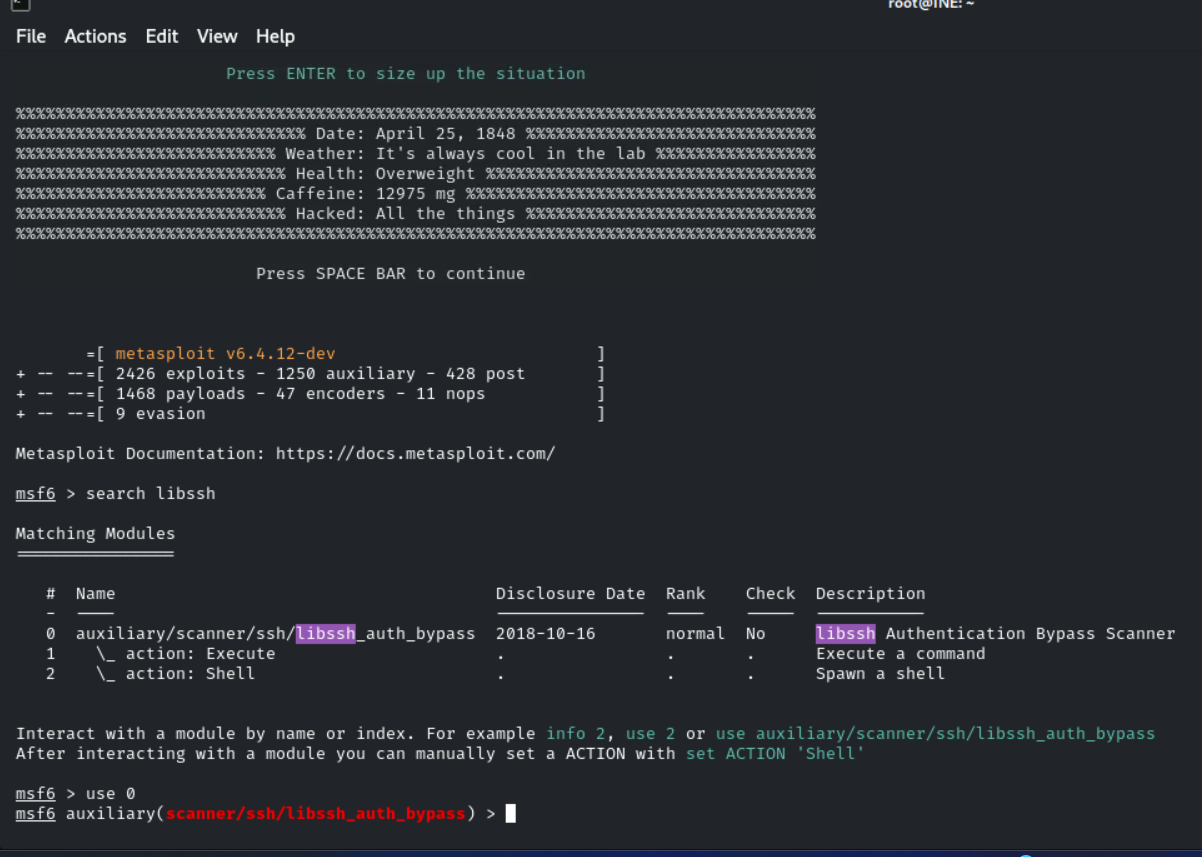 root@INE: ~
File Actions Edit View Help
Press ENTER to size up the situation
%%%%%%%%%%%%%%%%%%%%%%%%%%%%%%%%%%%%%%%%%%%%%%%%%%%%%%%%%%%%%%%%%%%%%%%%%%%%%%%%%%
%%%%%%%%%%%%%%%%%%%%%%%%%%%%% Date: April 25, 1848 %%%%%%%%%%%%%%%%%%%%%%%%%%%%%
%%%%%%%%%%%%%%%%%%%%%%%%%% Weather: It's always cool in the lab %%%%%%%%%%%%%%%%
%%%%%%%%%%%%%%%%%%%%%%%%%%% Health: Overweight %%%%%%%%%%%%%%%%%%%%%%%%%%%%%%%%%
%%%%%%%%%%%%%%%%%%%%%%%%% Caffeine: 12975 mg %%%%%%%%%%%%%%%%%%%%%%%%%%%%%%%%%%%
%%%%%%%%%%%%%%%%%%%%%%%%%%% Hacked: All the things %%%%%%%%%%%%%%%%%%%%%%%%%%%%%
%%%%%%%%%%%%%%%%%%%%%%%%%%%%%%%%%%%%%%%%%%%%%%%%%%%%%%%%%%%%%%%%%%%%%%%%%%%%%%%%%%
Press SPACE BAR to continue
=[ metasploit v6.4.12-dev ]
+ -- --=[ 2426 exploits - 1250 auxiliary - 428 post ]
+ -- --=[ 1468 payloads - 47 encoders - 11 nops ]
+ -- --=[ 9 evasion ]
Metasploit Documentation: https://docs.metasploit.com/
msf6 > search libssh
Matching Modules
================
# Name Disclosure Date Rank Check Description
- ---- --------------- ---- ----- -----------
0 auxiliary/scanner/ssh/libssh_auth_bypass 2018-10-16 normal No libssh Authentication Bypass Scanner
1 \_ action: Execute . . . Execute a command
2 \_ action: Shell . . . Spawn a shell
Interact with a module by name or index. For example info 2, use 2 or use auxiliary/scanner/ssh/libssh_auth_bypass
After interacting with a module you can manually set a ACTION with set ACTION 'Shell'
msf6 > use 0
msf6 auxiliary(scanner/ssh/libssh_auth_bypass) >